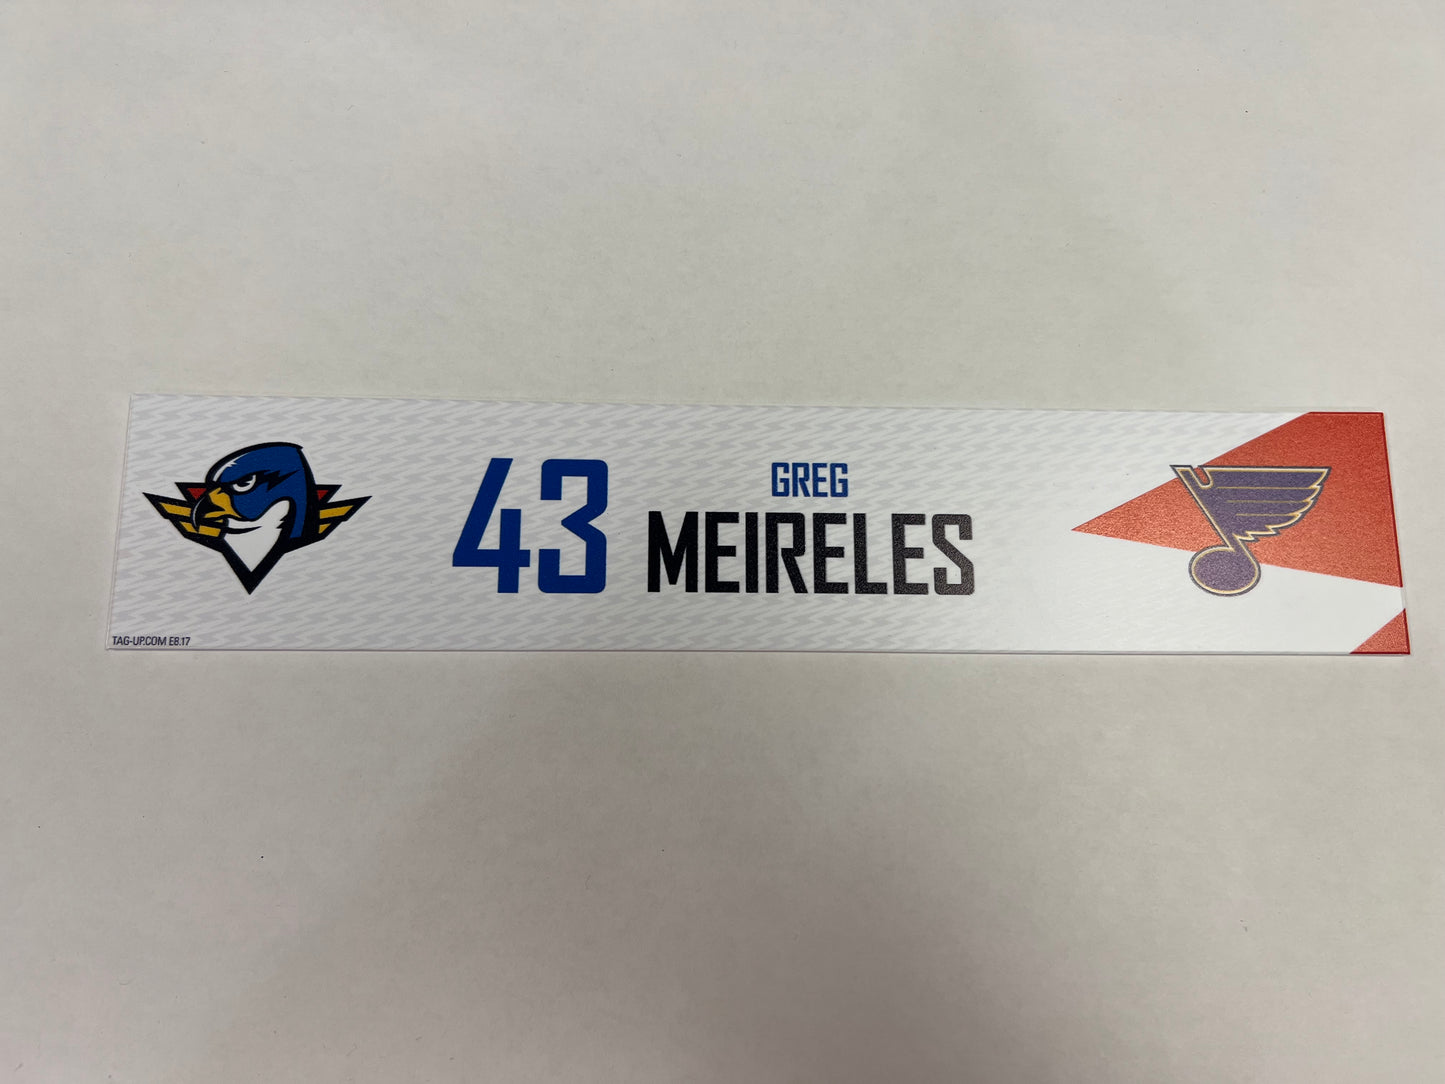 43
GREG
MEIRELES
TAG-UP.COM E8.17